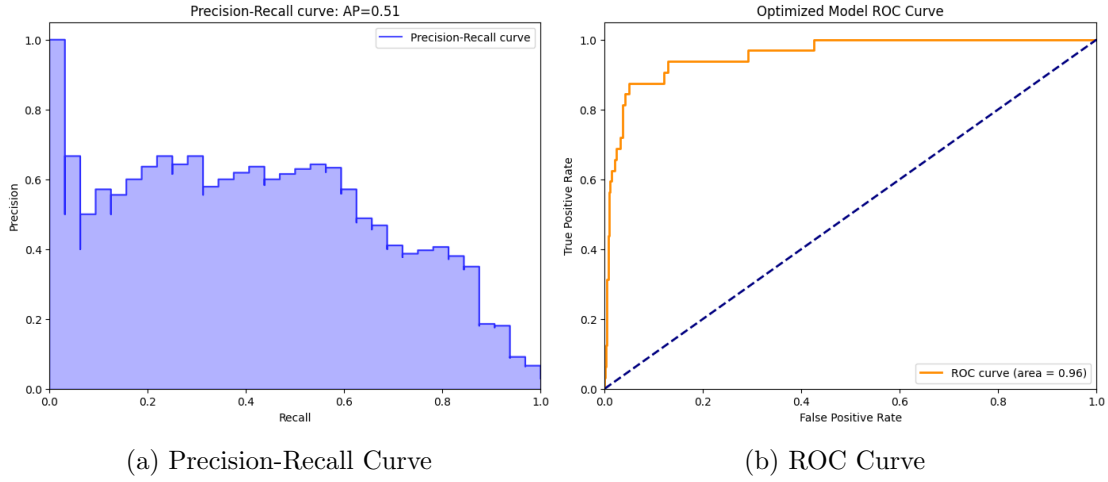 Precision-Recall curve: AP=0.51
Precision-Recall curve
1.0
0.8
0.6
0.4
0.2
0.0
Precision
0.0 0.2 0.4 0.6 0.8 1.0
Recall
(a) Precision-Recall Curve
Optimized Model ROC Curve
1.0
0.8
0.6
0.4
0.2
0.0
True Positive Rate
ROC curve (area = 0.96)
0.0 0.2 0.4 0.6 0.8 1.0
False Positive Rate
(b) ROC Curve